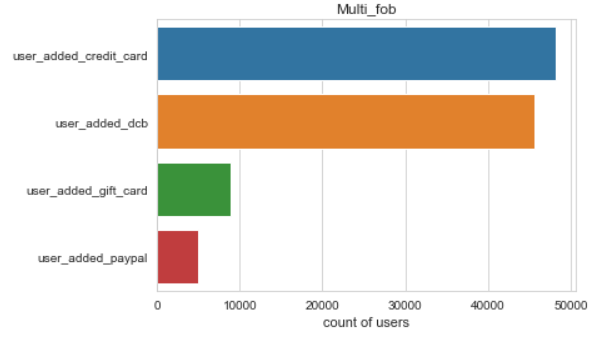 Multi_fob
user_added_credit_card
user_added_dcb
user_added_gift_card
user_added_paypal
0 10000 20000 30000 40000 50000
count of users